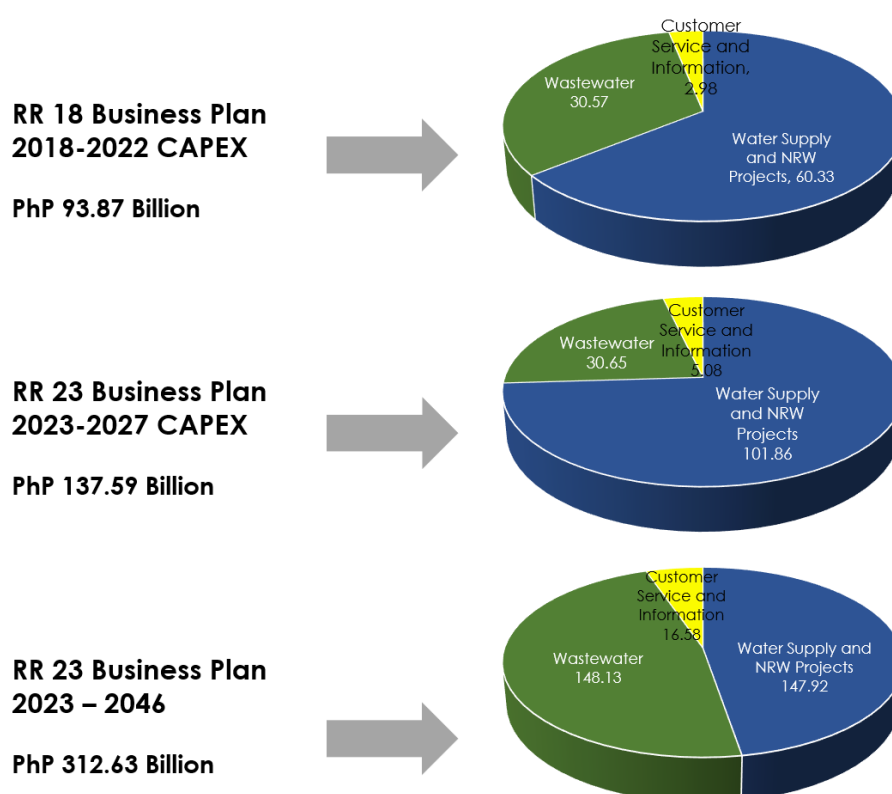 RR 18 Business Plan
2018-2022 CAPEX
PhP 93.87 Billion
Customer
Service and
Information,
2.98
Wastewater
30.57
Water Supply
and NRW
Projects, 60.33
RR 23 Business Plan
2023-2027 CAPEX
PhP 137.59 Billion
Customer
Service and
Information
5.08
Wastewater
30.65
Water Supply
and NRW
Projects
101.86
RR 23 Business Plan
2023 – 2046
PhP 312.63 Billion
Customer
Service and
Information
16.58
Wastewater
148.13
Water Supply and
NRW Projects
147.92